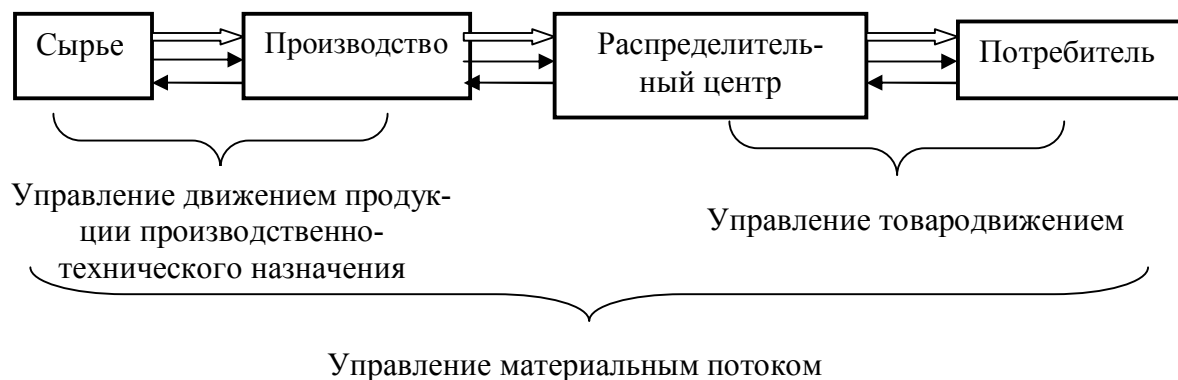 Сырье
Производство
Распределитель-
ный центр
Потребитель
Управление движением продук-
ции производственно-
технического назначения
Управление товародвижением
Управление материальным потоком